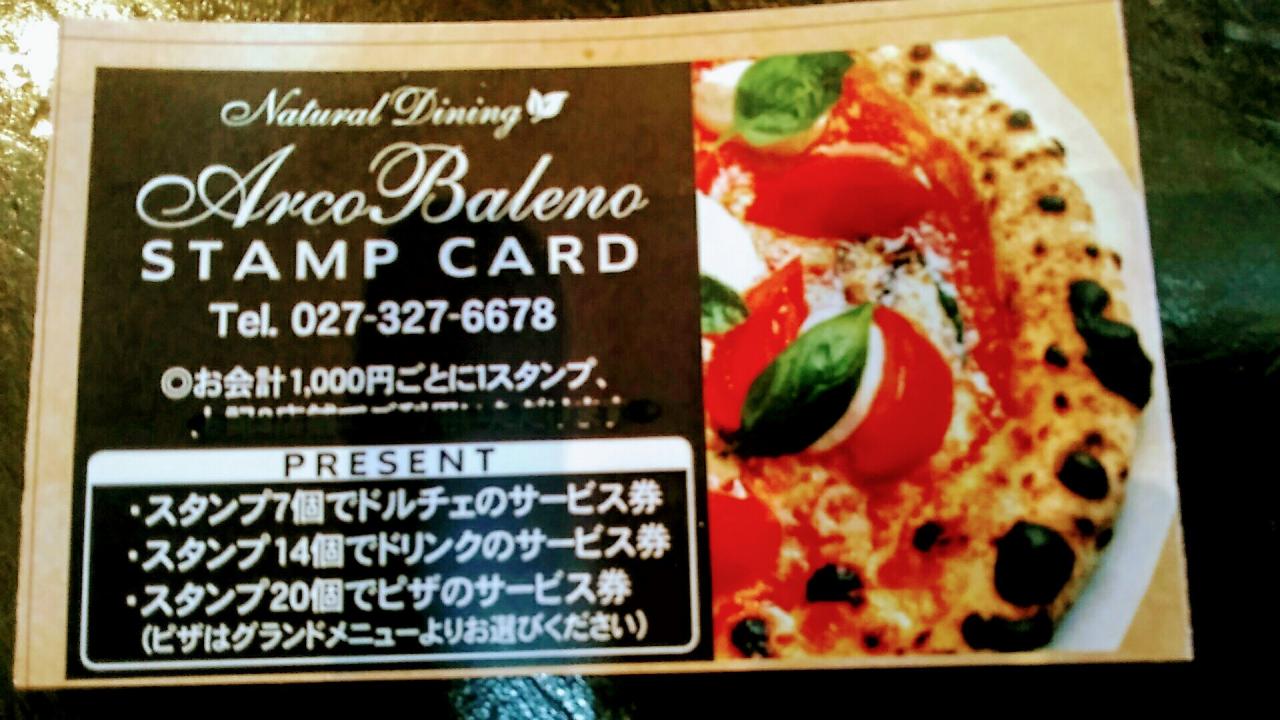 Natural Dining
ArcoBaleno
STAMP CARD
Tel. 027-327-6678
◎お会計1,000円ごとに1スタンプ、
PRESENT
・スタンプ7個でドルチェのサービス券
・スタンプ14個でドリンクのサービス券
・スタンプ20個でピザのサービス券
(ピザはグランドメニューよりお選びください)